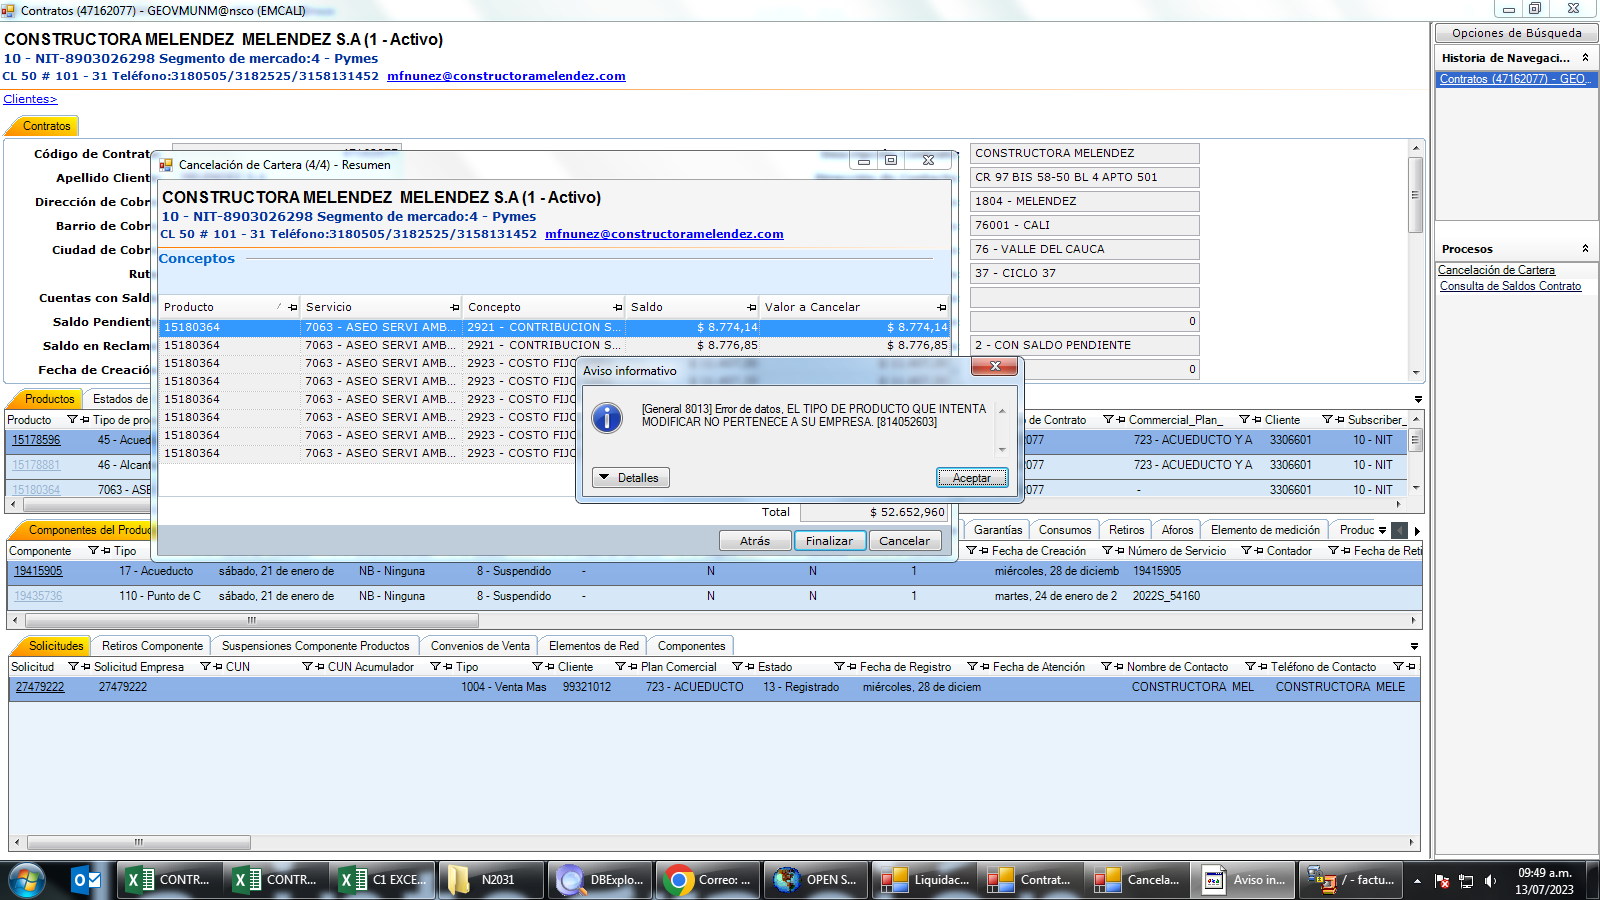 Contratos (47162077) - GEOVMUNM@nsco (EMCALI)
CONSTRUCTORA MELENDEZ  MELENDEZ S.A (1 - Activo)
10 - NIT-8903026298 Segmento de mercado:4 - Pymes
CL 50 # 101 - 31 Teléfono:3180505/3182525/3158131452 mfnunez@constructoramelendez.com
Clientes>
Contratos
Código de Contrat
Apellido Client
Dirección de Cobr
Barrio de Cobr
Ciudad de Cobr
Rut
Cuentas con Sald
Saldo Pendient
Saldo en Reclam
Fecha de Creació
CONSTRUCTORA MELENDEZ
CR 97 BIS 58-50 BL 4 APTO 501
1804 - MELENDEZ
76001 - CALI
76 - VALLE DEL CAUCA
37 - CICLO 37
0
2 - CON SALDO PENDIENTE
0
Opciones de Búsqueda
Historia de Navegaci...
Contratos (47162077) - GEO...
Procesos
Cancelación de Cartera
Consulta de Saldos Contrato
Cancelación de Cartera (4/4) - Resumen
CONSTRUCTORA MELENDEZ  MELENDEZ S.A (1 - Activo)
10 - NIT-8903026298 Segmento de mercado:4 - Pymes
CL 50 # 101 - 31 Teléfono:3180505/3182525/3158131452 mfnunez@constructoramelendez.com
Conceptos
Producto Servicio Concepto Saldo Valor a Cancelar
15180364 7063 - ASEO SERVI AMB... 2921 - CONTRIBUCION S... $ 8.774,14 $ 8.774,14
15180364 7063 - ASEO SERVI AMB... 2921 - CONTRIBUCION S... $ 8.776,85 $ 8.776,85
15180364 7063 - ASEO SERVI AMB... 2923 - COSTO FIJO
15180364 7063 - ASEO SERVI AMB... 2923 - COSTO FIJC
15180364 7063 - ASEO SERVI AMB... 2923 - COSTO FIJC
15180364 7063 - ASEO SERVI AMB... 2923 - COSTO FIJC
15180364 7063 - ASEO SERVI AMB... 2923 - COSTO FIJC
15180364 7063 - ASEO SERVI AMB... 2923 - COSTO FIJC
Total $ 52.652,960
Atrás Finalizar Cancelar
Aviso informativo
[General 8013] Error de datos, EL TIPO DE PRODUCTO QUE INTENTA
MODIFICAR NO PERTENECE A SU EMPRESA. [814052603]
Detalles Aceptar
Productos Estados de
Producto Tipo de proc o de Contrato Commercial_Plan_ Cliente Subscriber_
15178596 45 - Acued 2077 723 - ACUEDUCTO Y A 3306601 10 - NIT
15178881 46 - Alcant 2077 723 - ACUEDUCTO Y A 3306601 10 - NIT
15180364 7063 - ASE 2077 - 3306601 10 - NIT
Componentes del Produc Garantías Consumos Retiros Aforos Elemento de medición Produc
Componente Tipo Fecha de Creación Número de Servicio Contador Fecha de Reti
19415905 17 - Acueducto sábado, 21 de enero de NB - Ninguna 8 - Suspendido - N N 1 miércoles, 28 de diciemb 19415905
19435736 110 - Punto de C sábado, 21 de enero de NB - Ninguna 8 - Suspendido - N N 1 martes, 24 de enero de 2 2022S_54160
Solicitudes Retiros Componente Suspensiones Componente Productos Convenios de Venta Elementos de Red Componentes
Solicitud Solicitud Empresa CUN CUN Acumulador Tipo Cliente Plan Comercial Estado Fecha de Registro Fecha de Atención Nombre de Contacto Teléfono de Contacto
27479222 27479222 1004 - Venta Mas 99321012 723 - ACUEDUCTO 13 - Registrado miércoles, 28 de diciem CONSTRUCTORA MEL CONSTRUCTORA MELE
CONTR... CONTR... C1 EXCE... N2031 DBExplo... Correo: ... OPEN S... Liquidac... Contrat... Cancela... Aviso in... / - factu...
09:49 a.m.
13/07/2023